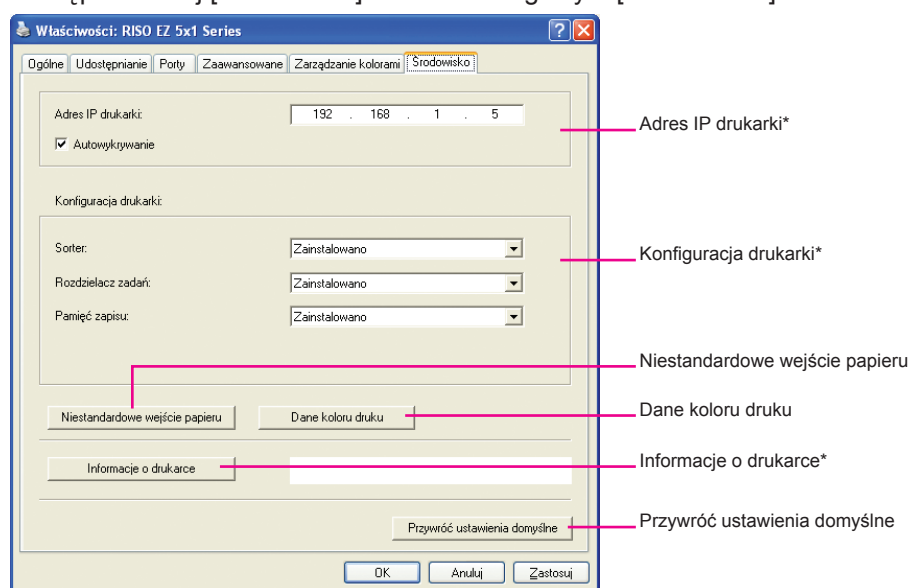 Właściwości: RISO EZ 5x1 Series
Ogólne Udostępnianie Porty Zaawansowane Zarządzanie kolorami Środowisko
Adres IP drukarki: 192 . 168 . 1 . 5
Adres IP drukarki*
Autowykrywanie
Konfiguracja drukarki:
Sorter: Zainstalowano
Konfiguracja drukarki*
Rozdzielacz zadań: Zainstalowano
Pamięć zapisu: Zainstalowano
Niestandardowe wejście papieru
Niestandardowe wejście papieru Dane koloru druku
Dane koloru druku
Informacje o drukarce
Informacje o drukarce*
Przywróć ustawienia domyślne
Przywróć ustawienia domyślne
OK Anuluj Zastosuj